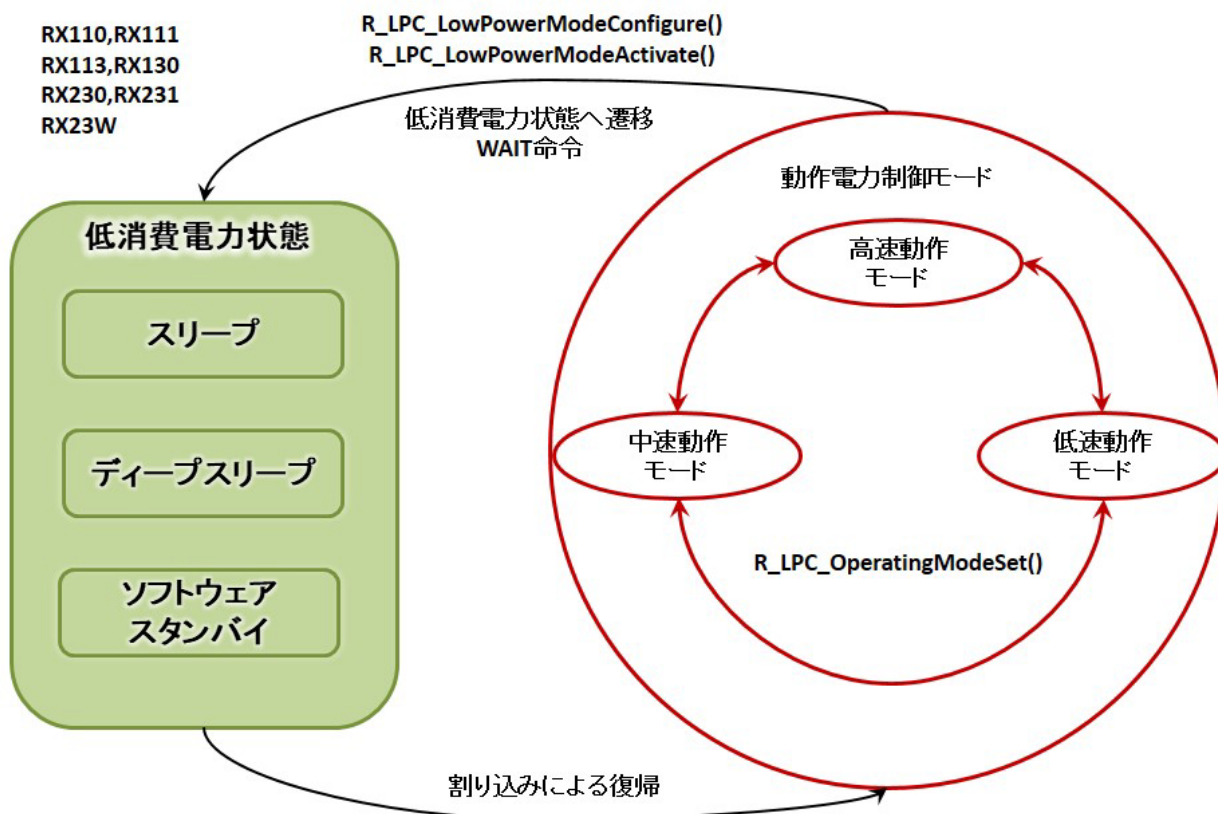 RX110,RX111
RX113,RX130
RX230,RX231
RX23W
R_LPC_LowPowerModeConfigure()
R_LPC_LowPowerModeActivate()
低消費電力状態へ遷移
WAIT命令
動作電力制御モード
低消費電力状態
高速動作
モード
スリープ
中速動作
モード
低速動作
モード
ディープスリープ
R_LPC_OperatingModeSet()
ソフトウェア
スタンバイ
割り込みによる復帰